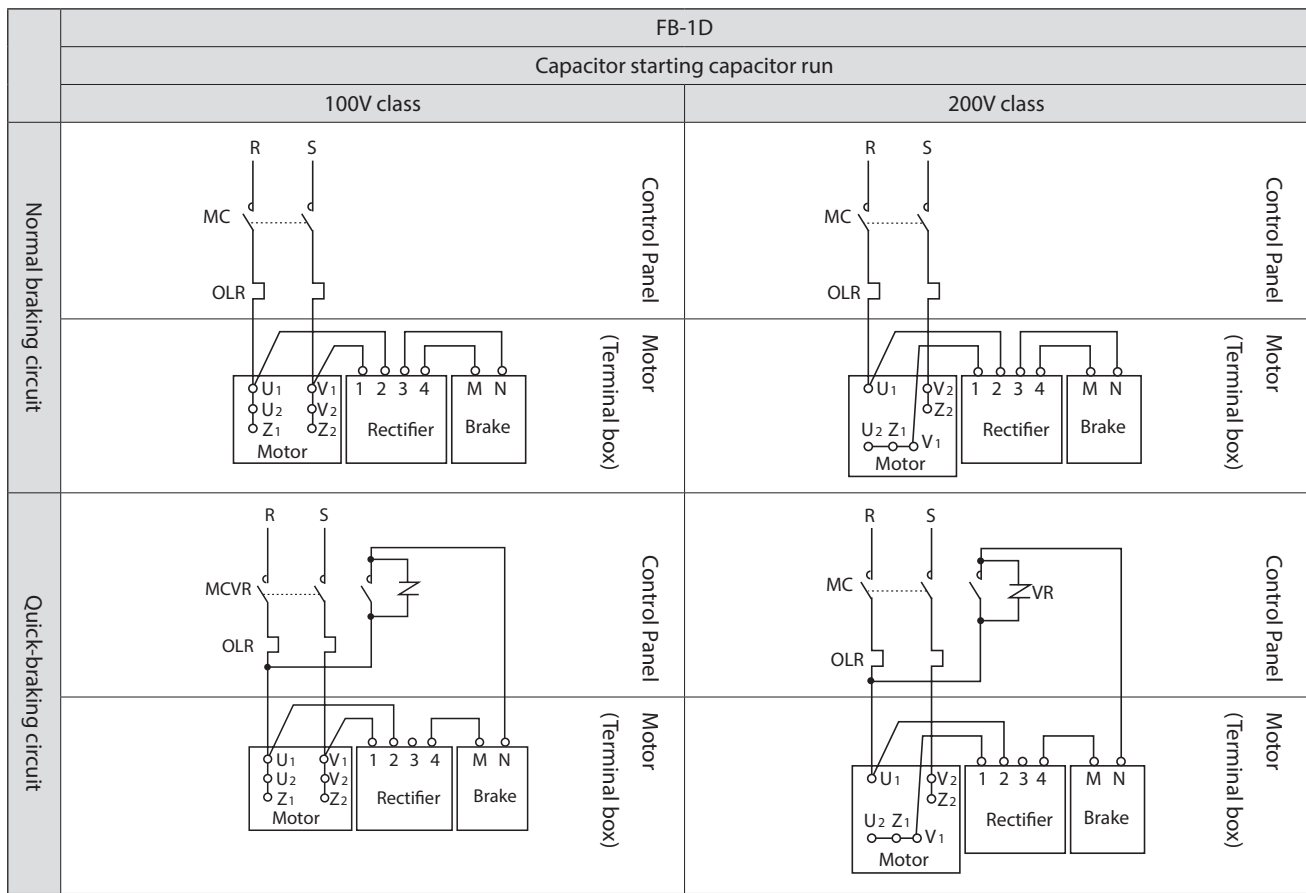 FB-1D
Capacitor starting capacitor run
100V class
200V class
Normal braking circuit
R S
MC
OLR
Control Panel
U1 V1
U2 V2
Z1 Z2
Motor
1 2 3 4
Rectifier
M N
Brake
Motor
(Terminal box)
R S
MC
OLR
Control Panel
U1 V2
Z2
U2 Z1 V1
Motor
1 2 3 4
Rectifier
M N
Brake
Motor
(Terminal box)
Quick-braking circuit
R S
MCVR
OLR
Control Panel
U1 V1
U2 V2
Z1 Z2
Motor
1 2 3 4
Rectifier
M N
Brake
Motor
(Terminal box)
R S
MC
VR
OLR
Control Panel
U1 V2
Z2
U2 Z1 V1
Motor
1 2 3 4
Rectifier
M N
Brake
Motor
(Terminal box)